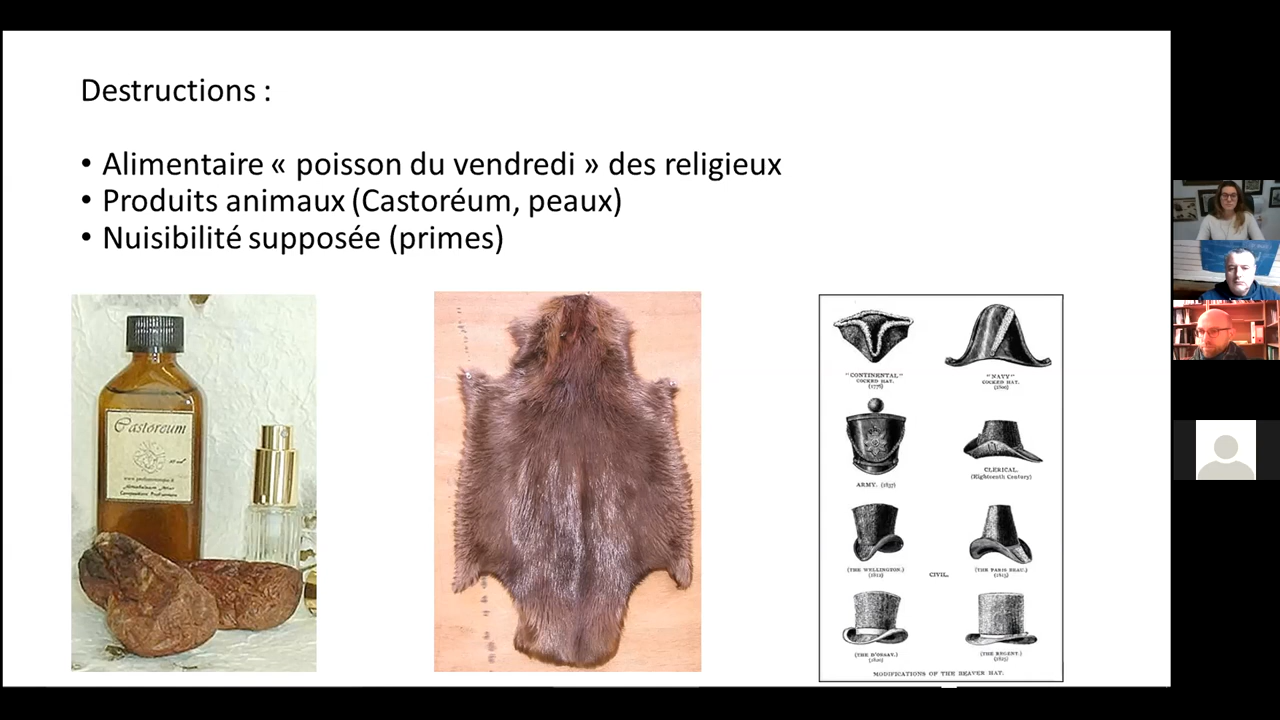 Destructions :
• Alimentaire « poisson du vendredi » des religieux
• Produits animaux (Castoréum, peaux)
• Nuisibilité supposée (primes)
Castoreum
"CONTINENTAL"
COCKED HAT.
(1776)
"NAVY"
COCKED HAT.
(1800)
ARMY. (1837)
CLERICAL.
(Eighteenth Century)
(THE WELLINGTON.)
(1812)
CIVIL.
(THE PARIS BEAU.)
(1815)
(THE D'ORSAY.)
(1820)
(THE REGENT.)
(1825)
MODIFICATIONS OF THE BEAVER HAT.